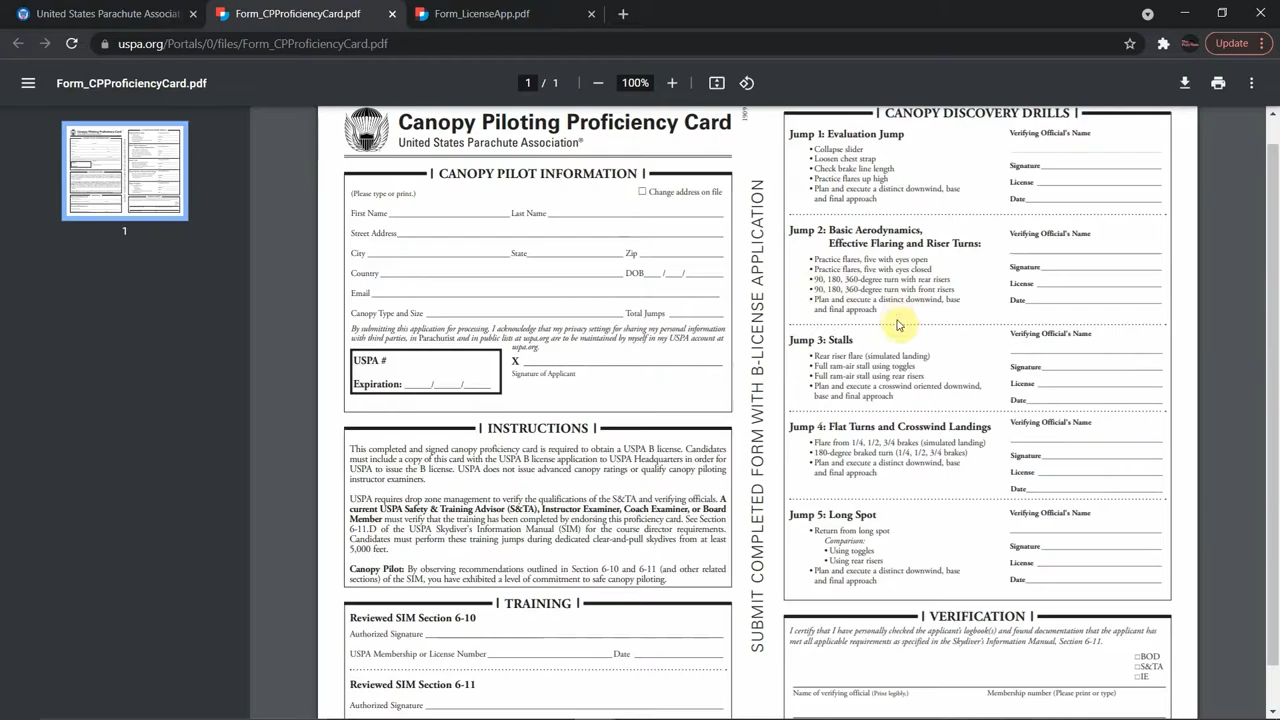 United States Parachute Associat
Form_CPProficiencyCard.pdf
Form_LicenseApp.pdf
uspa.org/Portals/0/files/Form_CPProficiencyCard.pdf
Update
Form_CPProficiencyCard.pdf
1 / 1
100%
1
Canopy Piloting Proficiency Card
United States Parachute Association®
CANOPY PILOT INFORMATION
(Please type or print.)
Change address on file
First Name
Last Name
Street Address
City
State
Zip
Country
DOB / /
Email
Canopy Type and Size
Total Jumps
By submitting this application for processing, I acknowledge that my privacy settings for sharing my personal information
with third parties, in Parachutist and in public lists at uspa.org are to be maintained by myself in my USPA account at
uspa.org.
USPA #
Expiration: / /
X
Signature of Applicant
INSTRUCTIONS
This completed and signed canopy proficiency card is required to obtain a USPA B license. Candidates
must include a copy of this card with the USPA B license application to USPA Headquarters in order for
USPA to issue the B license. USPA does not issue advanced canopy ratings or qualify canopy piloting
instructor examiners.
USPA requires drop zone management to verify the qualifications of the S&TA and verifying officials. A
current USPA Safety & Training Advisor (S&TA), Instructor Examiner, Coach Examiner, or Board
Member must verify that the training has been completed by endorsing this proficiency card. See Section
6-11.D of the USPA Skydiver's Information Manual (SIM) for the course director requirements.
Candidates must perform these training jumps during dedicated clear-and-pull skydives from at least
5,000 feet.
Canopy Pilot: By observing recommendations outlined in Section 6-10 and 6-11 (and other related
sections) of the SIM, you have exhibited a level of commitment to safe canopy piloting.
TRAINING
Reviewed SIM Section 6-10
Authorized Signature
USPA Membership or License Number
Date
Reviewed SIM Section 6-11
Authorized Signature
SUBMIT COMPLETED FORM WITH B-LICENSE APPLICATION
CANOPY DISCOVERY DRILLS
Jump 1: Evaluation Jump
• Collapse slider
• Loosen chest strap
• Check brake line length
• Practice flares up high
• Plan and execute a distinct downwind, base
and final approach
Verifying Official's Name
Signature
License
Date
Jump 2: Basic Aerodynamics,
Effective Flaring and Riser Turns:
• Practice flares, five with eyes open
• Practice flares, five with eyes closed
• 90, 180, 360-degree turn with rear risers
• 90, 180, 360-degree turn with front risers
• Plan and execute a distinct downwind, base
and final approach
Verifying Official's Name
Signature
License
Date
Jump 3: Stalls
• Rear riser flare (simulated landing)
• Full ram-air stall using toggles
• Full ram-air stall using rear risers
• Plan and execute a crosswind oriented downwind,
base and final approach
Verifying Official's Name
Signature
License
Date
Jump 4: Flat Turns and Crosswind Landings
• Flare from 1/4, 1/2, 3/4 brakes (simulated landing)
• 180-degree braked turn (1/4, 1/2, 3/4 brakes)
• Plan and execute a distinct downwind, base
and final approach
Verifying Official's Name
Signature
License
Date
Jump 5: Long Spot
• Return from long spot
Comparison:
• Using toggles
• Using rear risers
• Plan and execute a distinct downwind, base
and final approach
Verifying Official's Name
Signature
License
Date
VERIFICATION
I certify that I have personally checked the applicant's logbook(s) and found documentation that the applicant has
met all applicable requirements as specified in the Skydiver's Information Manual, Section 6-11.
BOD
S&TA
IE
Name of verifying official (Print legibly.)
Membership number (Please print or type)